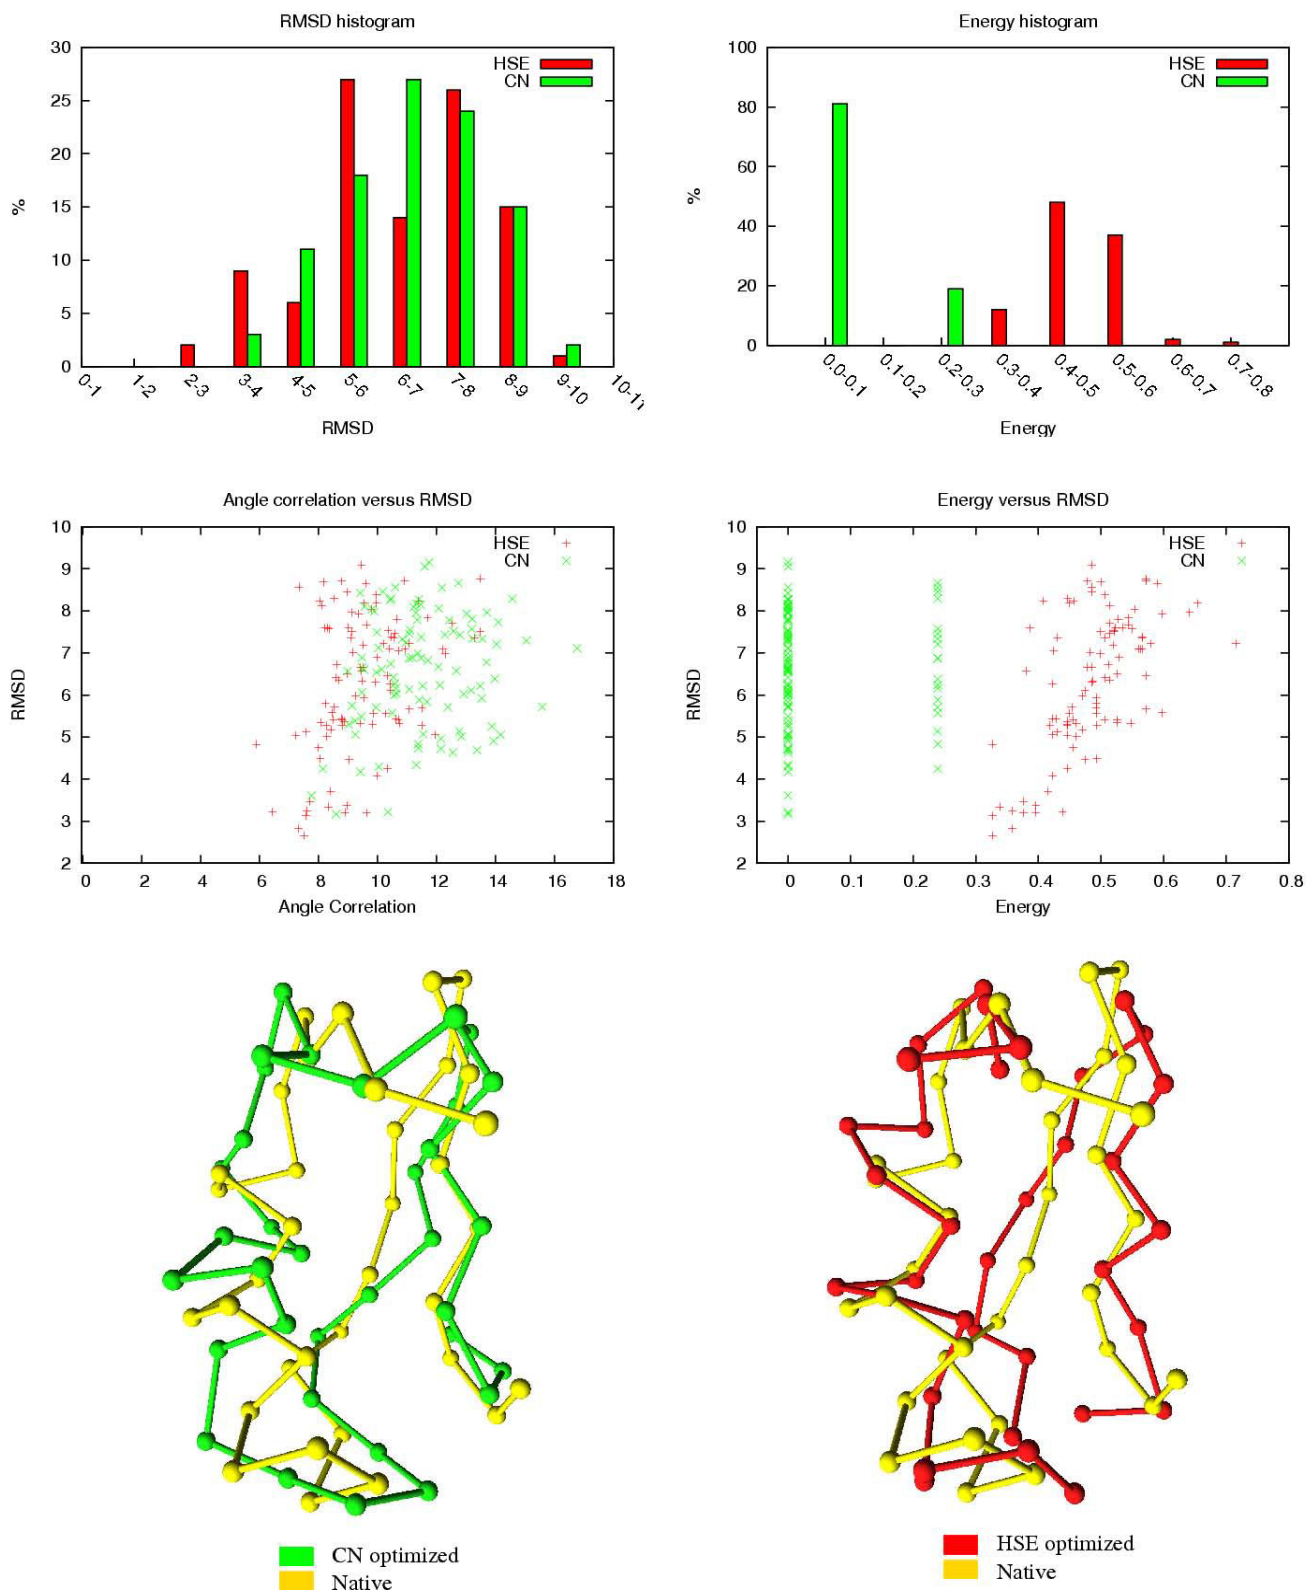 RMSD histogram
HSE
CN
30
25
20
15
10
5
0
%
0-1
1-2
2-3
3-4
4-5
5-6
6-7
7-8
8-9
9-10
10-11
RMSD
Energy histogram
HSE
CN
100
80
60
40
20
0
%
0.0-0.1
0.1-0.2
0.2-0.3
0.3-0.4
0.4-0.5
0.5-0.6
0.6-0.7
0.7-0.8
Energy
Angle correlation versus RMSD
HSE
CN
10
9
8
7
6
5
4
3
2
RMSD
0 2 4 6 8 10 12 14 16 18
Angle Correlation
Energy versus RMSD
HSE
CN
10
9
8
7
6
5
4
3
2
RMSD
0 0.1 0.2 0.3 0.4 0.5 0.6 0.7 0.8
Energy
CN optimized
Native
HSE optimized
Native